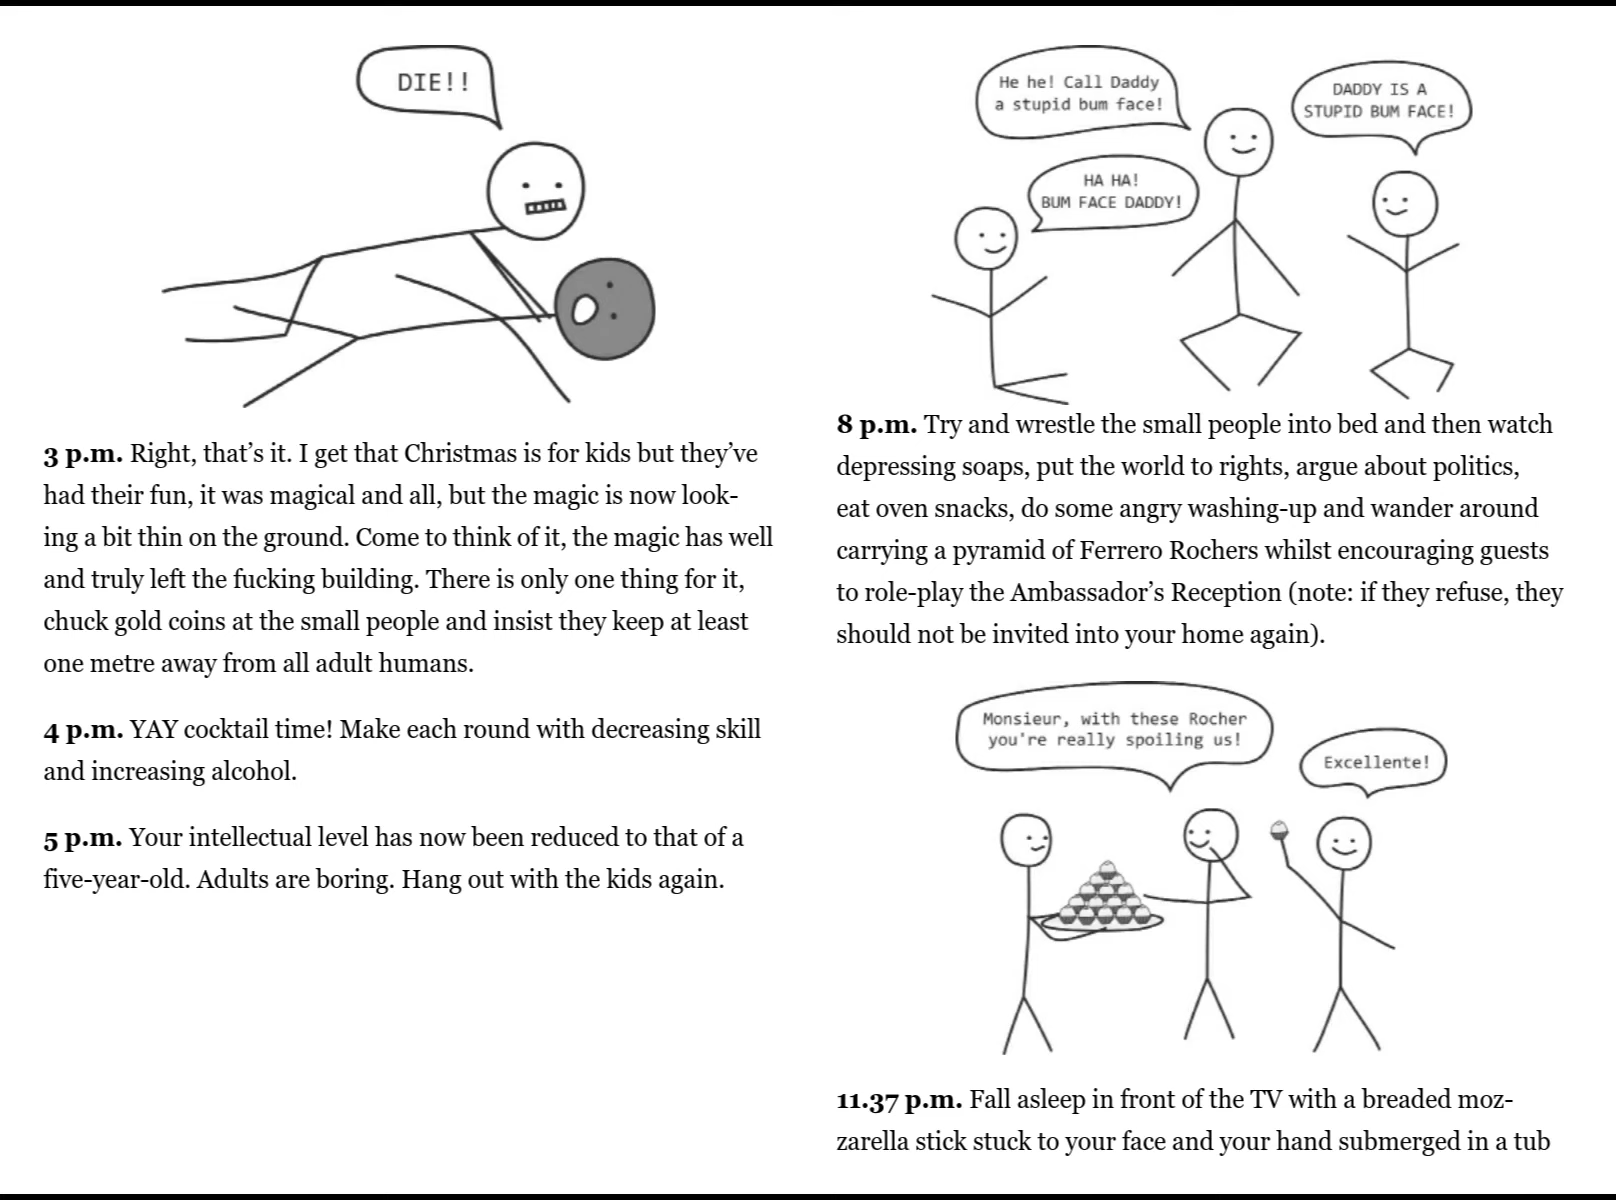 DIE!!
3 p.m. Right, that’s it. I get that Christmas is for kids but they’ve
had their fun, it was magical and all, but the magic is now look-
ing a bit thin on the ground. Come to think of it, the magic has well
and truly left the fucking building. There is only one thing for it,
chuck gold coins at the small people and insist they keep at least
one metre away from all adult humans.
4 p.m. YAY cocktail time! Make each round with decreasing skill
and increasing alcohol.
5 p.m. Your intellectual level has now been reduced to that of a
five-year-old. Adults are boring. Hang out with the kids again.
He he! Call Daddy
a stupid bum face!
DADDY IS A
STUPID BUM FACE!
HA HA!
BUM FACE DADDY!
8 p.m. Try and wrestle the small people into bed and then watch
depressing soaps, put the world to rights, argue about politics,
eat oven snacks, do some angry washing-up and wander around
carrying a pyramid of Ferrero Rochers whilst encouraging guests
to role-play the Ambassador’s Reception (note: if they refuse, they
should not be invited into your home again).
Monsieur, with these Rocher
you're really spoiling us!
Excellente!
11.37 p.m. Fall asleep in front of the TV with a breaded moz-
zarella stick stuck to your face and your hand submerged in a tub